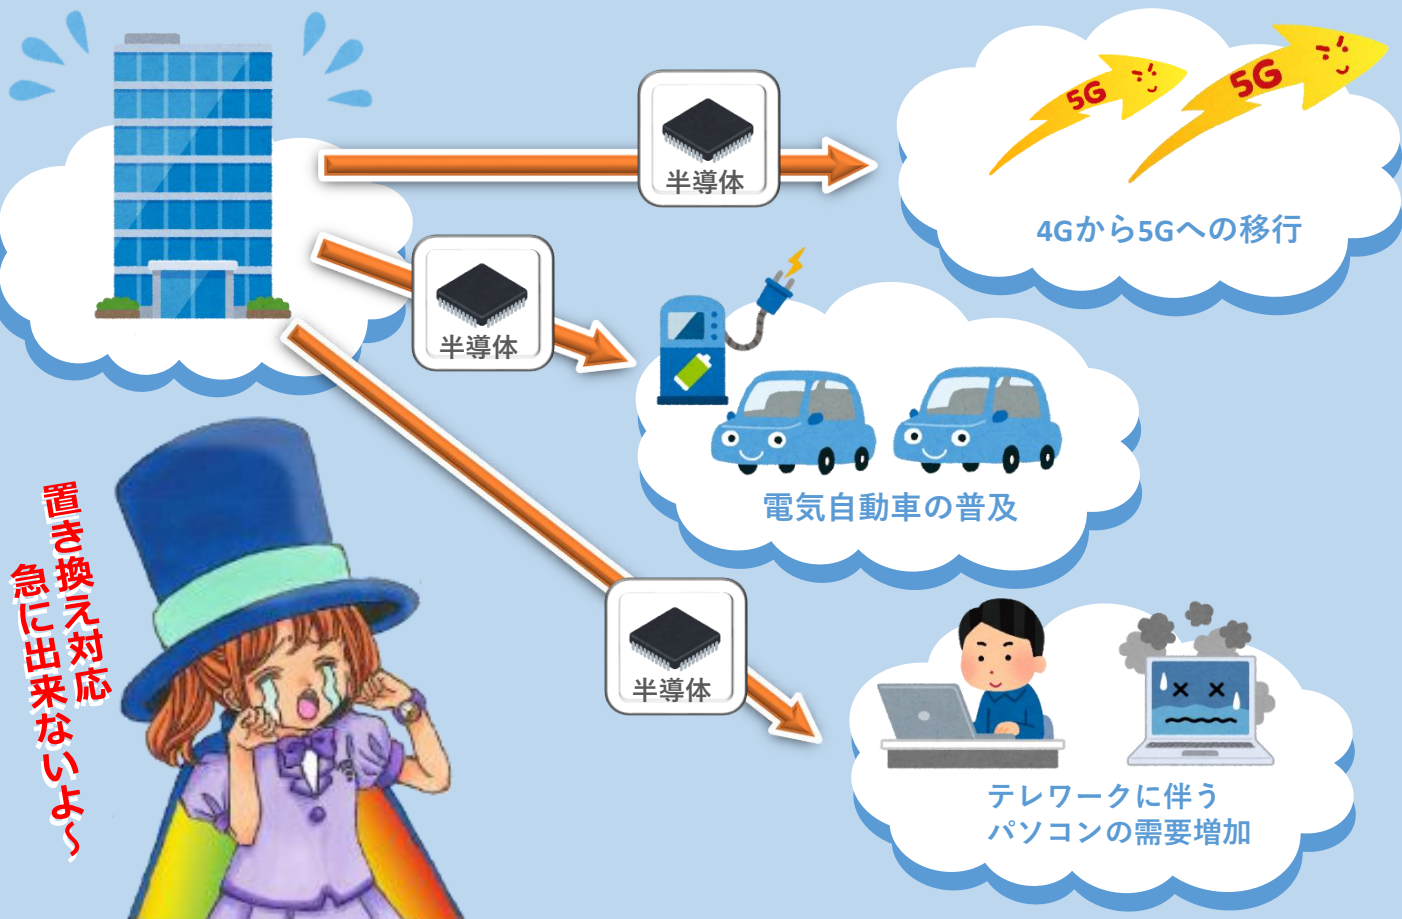 5G
5G
半導体
4Gから5Gへの移行
半導体
電気自動車の普及
置き換え対応
急に出来ないよ～
半導体
テレワークに伴う
パソコンの需要増加